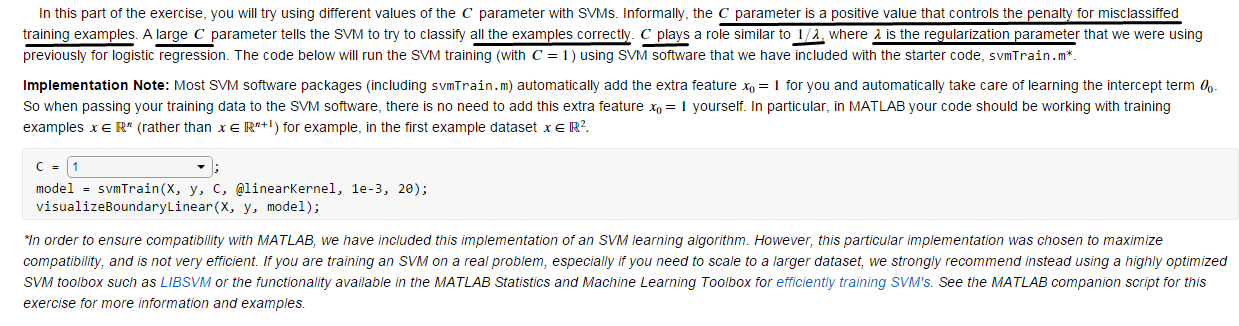 In this part of the exercise, you will try using different values of the C parameter with SVMs. Informally, the C parameter is a positive value that controls the penalty for misclassiffed
training examples. A large C parameter tells the SVM to try to classify all the examples correctly. C plays a role similar to 1/λ, where λ is the regularization parameter that we were using
previously for logistic regression. The code below will run the SVM training (with C = 1) using SVM software that we have included with the starter code, svmTrain.m*.
Implementation Note: Most SVM software packages (including svmTrain.m) automatically add the extra feature x₀ = 1 for you and automatically take care of learning the intercept term θ₀.
So when passing your training data to the SVM software, there is no need to add this extra feature x₀ = 1 yourself. In particular, in MATLAB your code should be working with training
examples x ∈ ℝⁿ (rather than x ∈ ℝⁿ⁺¹) for example, in the first example dataset x ∈ ℝ².
C = 1 ;
model = svmTrain(X, y, C, @linearKernel, 1e-3, 20);
visualizeBoundaryLinear(X, y, model);
*In order to ensure compatibility with MATLAB, we have included this implementation of an SVM learning algorithm. However, this particular implementation was chosen to maximize
compatibility, and is not very efficient. If you are training an SVM on a real problem, especially if you need to scale to a larger dataset, we strongly recommend instead using a highly optimized
SVM toolbox such as LIBSVM or the functionality available in the MATLAB Statistics and Machine Learning Toolbox for efficiently training SVM's. See the MATLAB companion script for this
exercise for more information and examples.